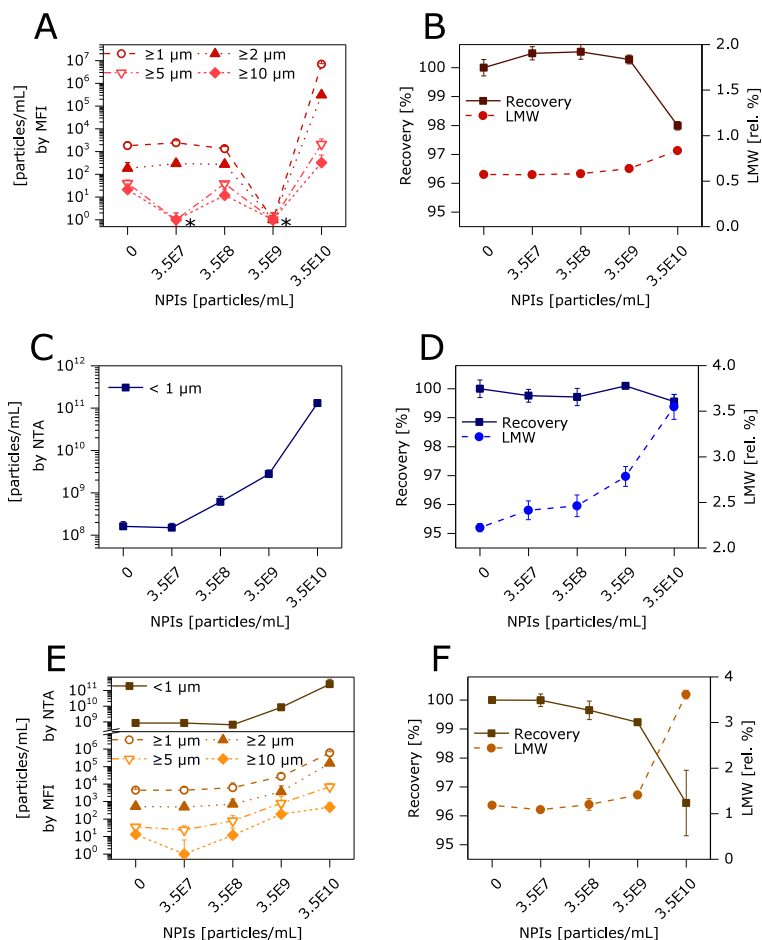 A
≥1 μm ≥2 μm
≥5 μm ≥10 μm
10⁷
10⁶
10⁵
10⁴
10³
10²
10¹
10⁰
[particles/mL]
by MFI
* *
0 3.5E7 3.5E8 3.5E9 3.5E10
NPIs [particles/mL]
B
Recovery
LMW
100
99
98
97
96
95
Recovery [%]
2.0
1.5
1.0
0.5
0.0
LMW [rel. %]
0 3.5E7 3.5E8 3.5E9 3.5E10
NPIs [particles/mL]
C
< 1 μm
10¹²
10¹¹
10¹⁰
10⁹
10⁸
[particles/mL]
by NTA
0 3.5E7 3.5E8 3.5E9 3.5E10
NPIs [particles/mL]
D
Recovery
LMW
100
99
98
97
96
95
Recovery [%]
4.0
3.5
3.0
2.5
2.0
LMW [rel. %]
0 3.5E7 3.5E8 3.5E9 3.5E10
NPIs [particles/mL]
E
<1 μm
10¹¹
10¹⁰
10⁹
by NTA
≥1 μm ≥2 μm
≥5 μm ≥10 μm
10⁶
10⁵
10⁴
10³
10²
10¹
10⁰
[particles/mL]
by MFI
0 3.5E7 3.5E8 3.5E9 3.5E10
NPIs [particles/mL]
F
Recovery
LMW
100
99
98
97
96
95
Recovery [%]
4
3
2
1
0
LMW [rel. %]
0 3.5E7 3.5E8 3.5E9 3.5E10
NPIs [particles/mL]